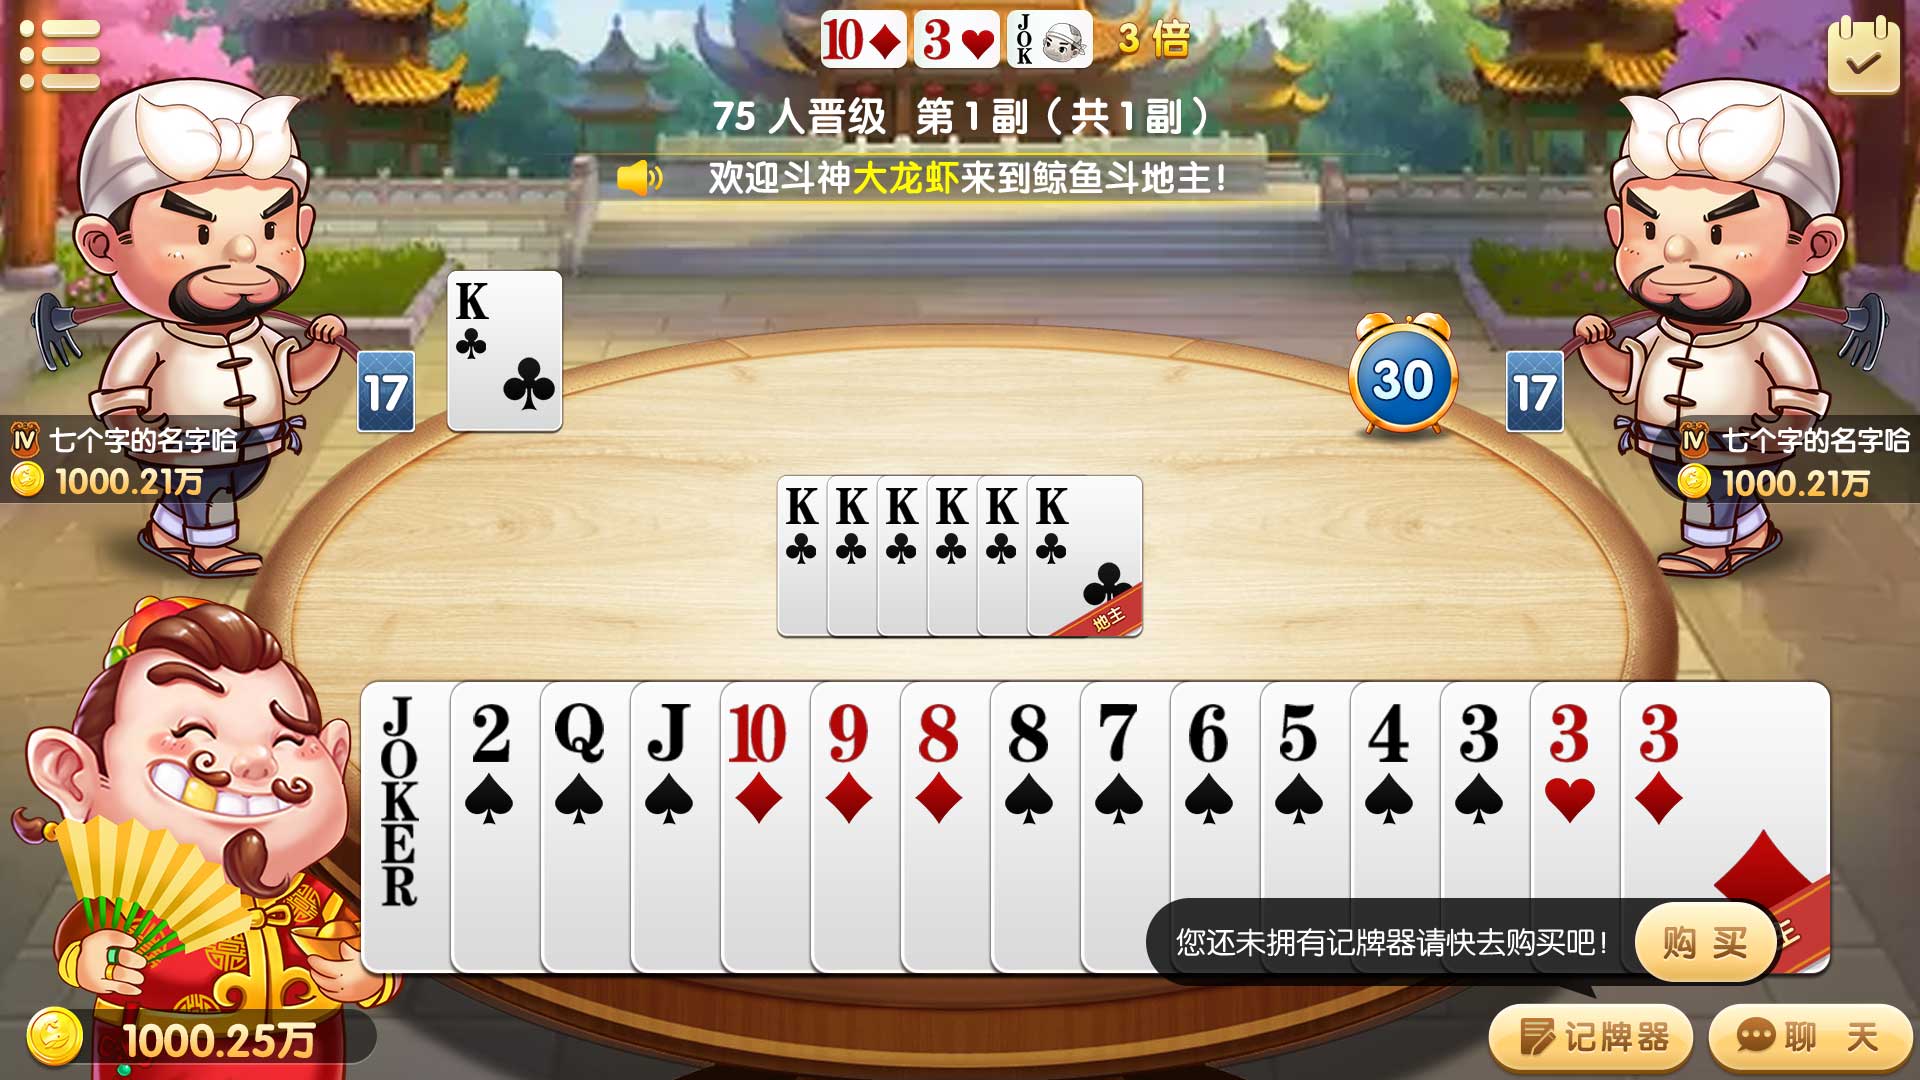 10 3 JOK 3 倍
75 人晋级 第1副(共1副)
欢迎斗神大龙虾来到鲸鱼斗地主!
K
17
30
17
IV 七个字的名字哈
1000.21万
IV 七个字的名字哈
1000.21万
K K K K K K
地主
JOKER 2 Q J 10 9 8 8 7 6 5 4 3 3 3
主
您还未拥有记牌器请快去购买吧!
购 买
1000.25万
记牌器
聊 天